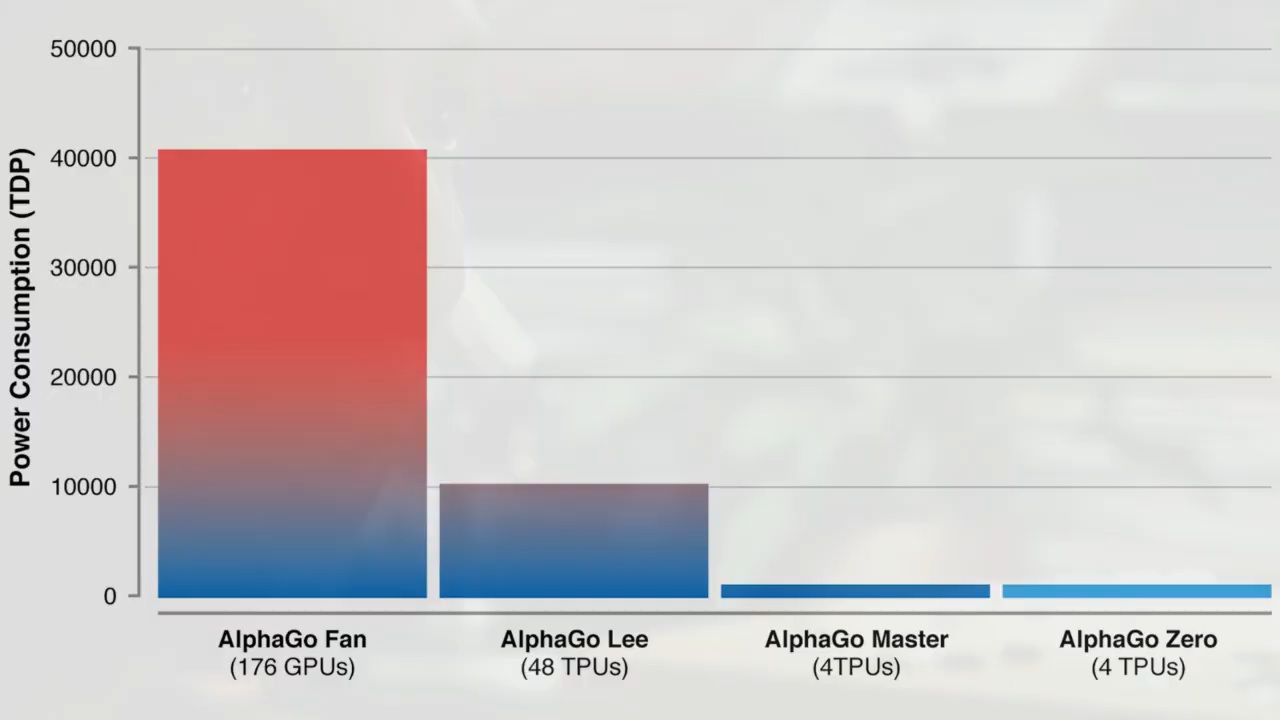 Power Consumption (TDP)
50000
40000
30000
20000
10000
0
AlphaGo Fan
(176 GPUs)
AlphaGo Lee
(48 TPUs)
AlphaGo Master
(4TPUs)
AlphaGo Zero
(4 TPUs)